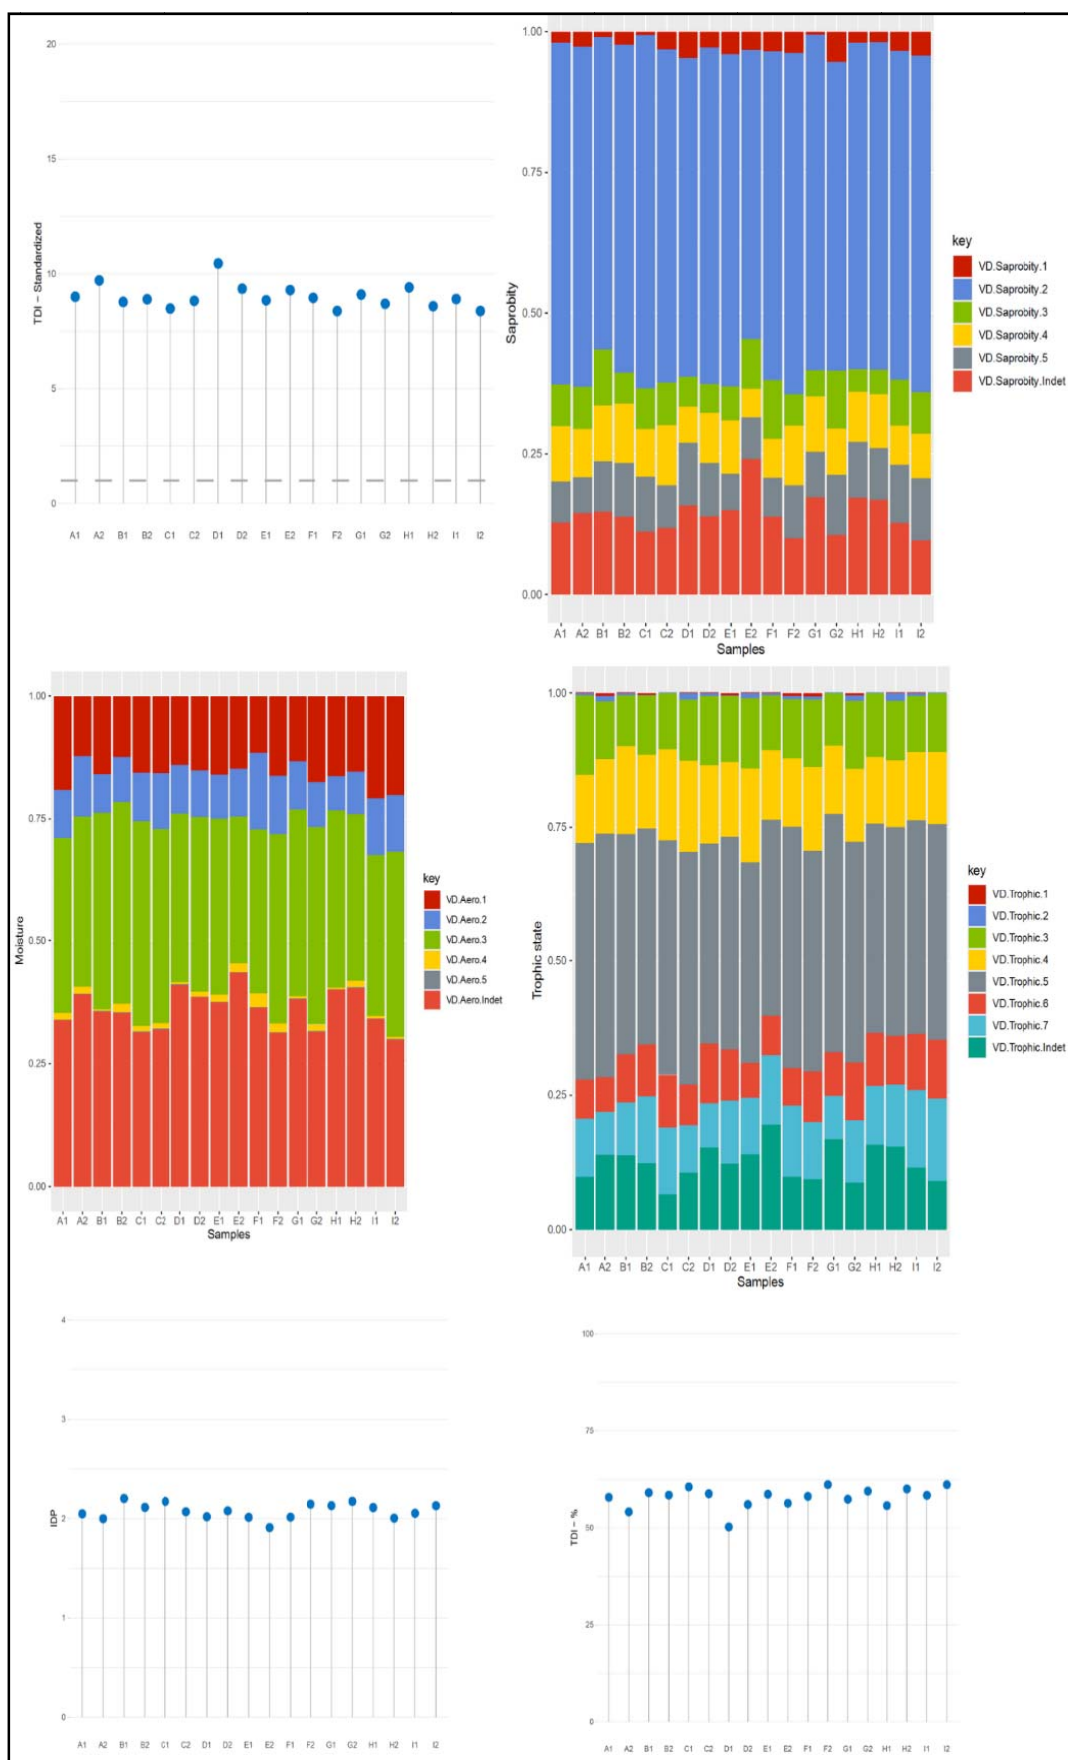 20
15
10
5
0
TDI – Standardized
A1 A2 B1 B2 C1 C2 D1 D2 E1 E2 F1 F2 G1 G2 H1 H2 I1 I2
1.00
0.75
0.50
0.25
0.00
Saprobity
A1 A2 B1 B2 C1 C2 D1 D2 E1 E2 F1 F2 G1 G2 H1 H2 I1 I2
Samples
key
VD.Saprobity.1
VD.Saprobity.2
VD.Saprobity.3
VD.Saprobity.4
VD.Saprobity.5
VD.Saprobity.Indet
1.00
0.75
0.50
0.25
0.00
Moisture
A1 A2 B1 B2 C1 C2 D1 D2 E1 E2 F1 F2 G1 G2 H1 H2 I1 I2
Samples
key
VD.Aero.1
VD.Aero.2
VD.Aero.3
VD.Aero.4
VD.Aero.5
VD.Aero.Indet
1.00
0.75
0.50
0.25
0.00
Trophic state
A1 A2 B1 B2 C1 C2 D1 D2 E1 E2 F1 F2 G1 G2 H1 H2 I1 I2
Samples
key
VD.Trophic.1
VD.Trophic.2
VD.Trophic.3
VD.Trophic.4
VD.Trophic.5
VD.Trophic.6
VD.Trophic.7
VD.Trophic.Indet
4
3
2
1
0
IDP
A1 A2 B1 B2 C1 C2 D1 D2 E1 E2 F1 F2 G1 G2 H1 H2 I1 I2
100
75
50
25
0
TDI – %
A1 A2 B1 B2 C1 C2 D1 D2 E1 E2 F1 F2 G1 G2 H1 H2 I1 I2